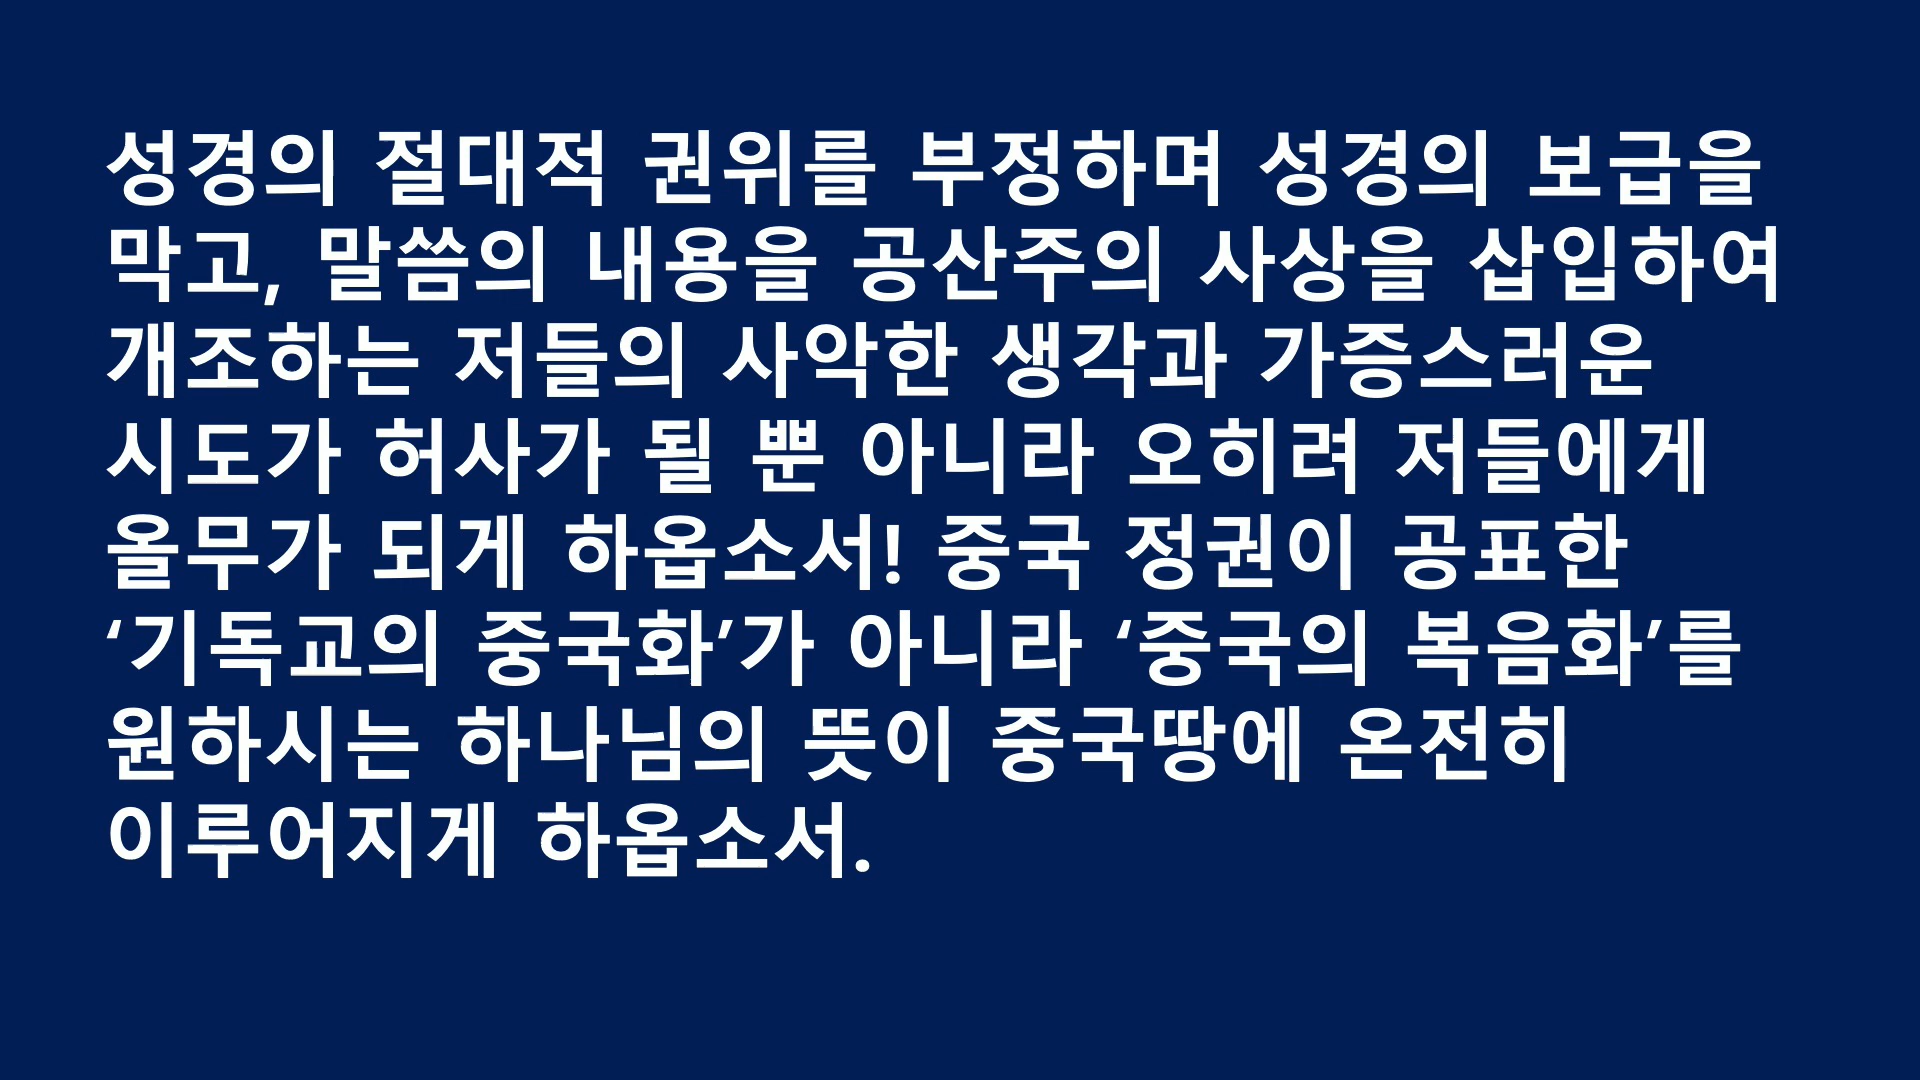 성경의 절대적 권위를 부정하며 성경의 보급을
막고, 말씀의 내용을 공산주의 사상을 삽입하여
개조하는 저들의 사악한 생각과 가증스러운
시도가 허사가 될 뿐 아니라 오히려 저들에게
올무가 되게 하옵소서! 중국 정권이 공표한
‘기독교의 중국화’가 아니라 ‘중국의 복음화’를
원하시는 하나님의 뜻이 중국땅에 온전히
이루어지게 하옵소서.